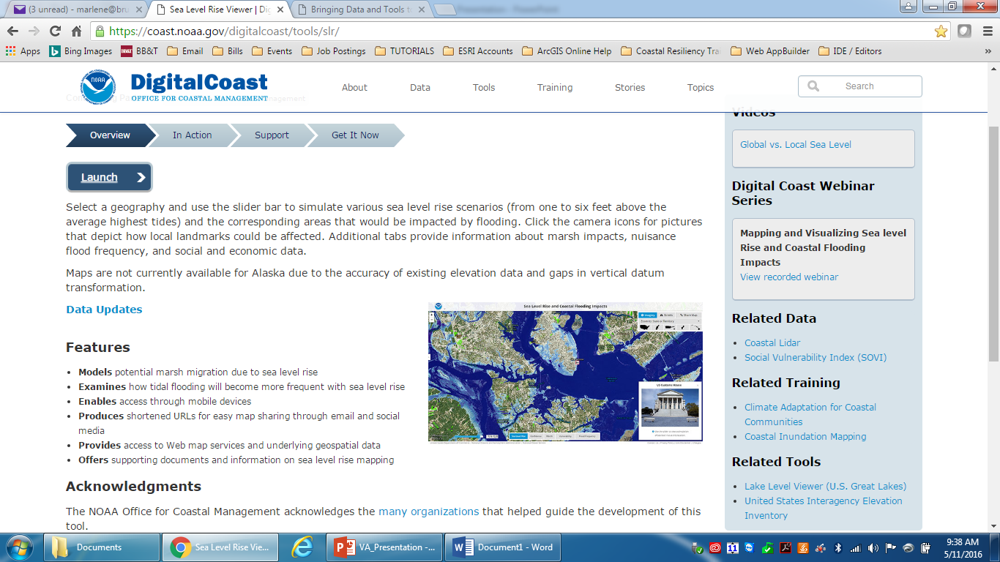 (3 unread) - marlene@bru
Sea Level Rise Viewer | Dig
Bringing Data and Tools to
https://coast.noaa.gov/digitalcoast/tools/slr/
Apps Bing Images BB&T Email Bills Events Job Postings TUTORIALS ESRI Accounts ArcGIS Online Help Coastal Resiliency Tra Web AppBuilder IDE / Editors »
NOAA
DigitalCoast
OFFICE FOR COASTAL MANAGEMENT
About Data Tools Training Stories Topics Search
Overview In Action Support Get It Now
Launch
Select a geography and use the slider bar to simulate various sea level rise scenarios (from one to six feet above the
average highest tides) and the corresponding areas that would be impacted by flooding. Click the camera icons for pictures
that depict how local landmarks could be affected. Additional tabs provide information about marsh impacts, nuisance
flood frequency, and social and economic data.
Maps are not currently available for Alaska due to the accuracy of existing elevation data and gaps in vertical datum
transformation.
Data Updates
Sea Level Rise and Coastal Flooding Impacts
US Customs House
Features
• Models potential marsh migration due to sea level rise
• Examines how tidal flooding will become more frequent with sea level rise
• Enables access through mobile devices
• Produces shortened URLs for easy map sharing through email and social
media
• Provides access to Web map services and underlying geospatial data
• Offers supporting documents and information on sea level rise mapping
Acknowledgments
The NOAA Office for Coastal Management acknowledges the many organizations that helped guide the development of this
tool.
Videos
Global vs. Local Sea Level
Digital Coast Webinar
Series
Mapping and Visualizing Sea level
Rise and Coastal Flooding
Impacts
View recorded webinar
Related Data
• Coastal Lidar
• Social Vulnerability Index (SOVI)
Related Training
• Climate Adaptation for Coastal
Communities
• Coastal Inundation Mapping
Related Tools
• Lake Level Viewer (U.S. Great Lakes)
• United States Interagency Elevation
Inventory
Documents
Sea Level Rise Vie...
VA_Presentation -...
Document1 - Word
11
9:38 AM
5/11/2016